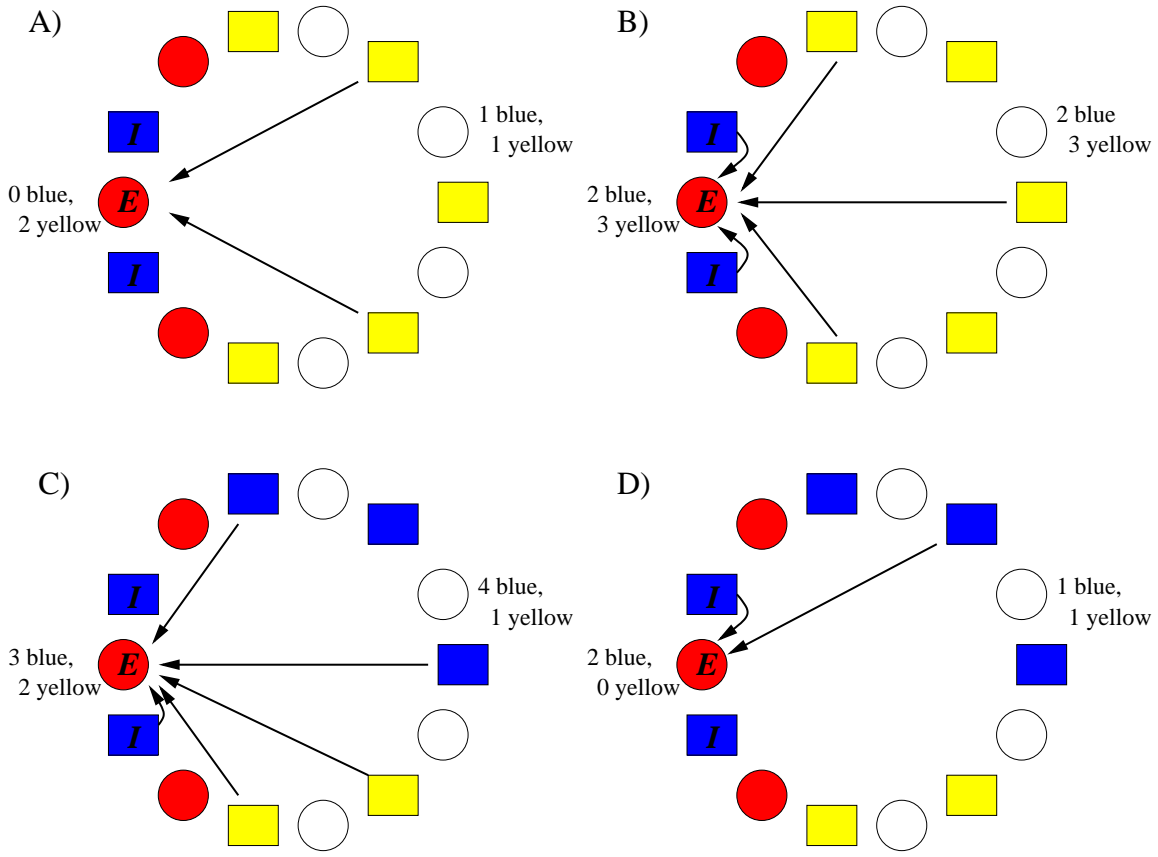 A)
1 blue,
1 yellow
I
0 blue,
2 yellow
E
I
B)
2 blue
3 yellow
I
2 blue,
3 yellow
E
I
C)
4 blue,
1 yellow
I
3 blue,
2 yellow
E
I
D)
1 blue,
1 yellow
I
2 blue,
0 yellow
E
I